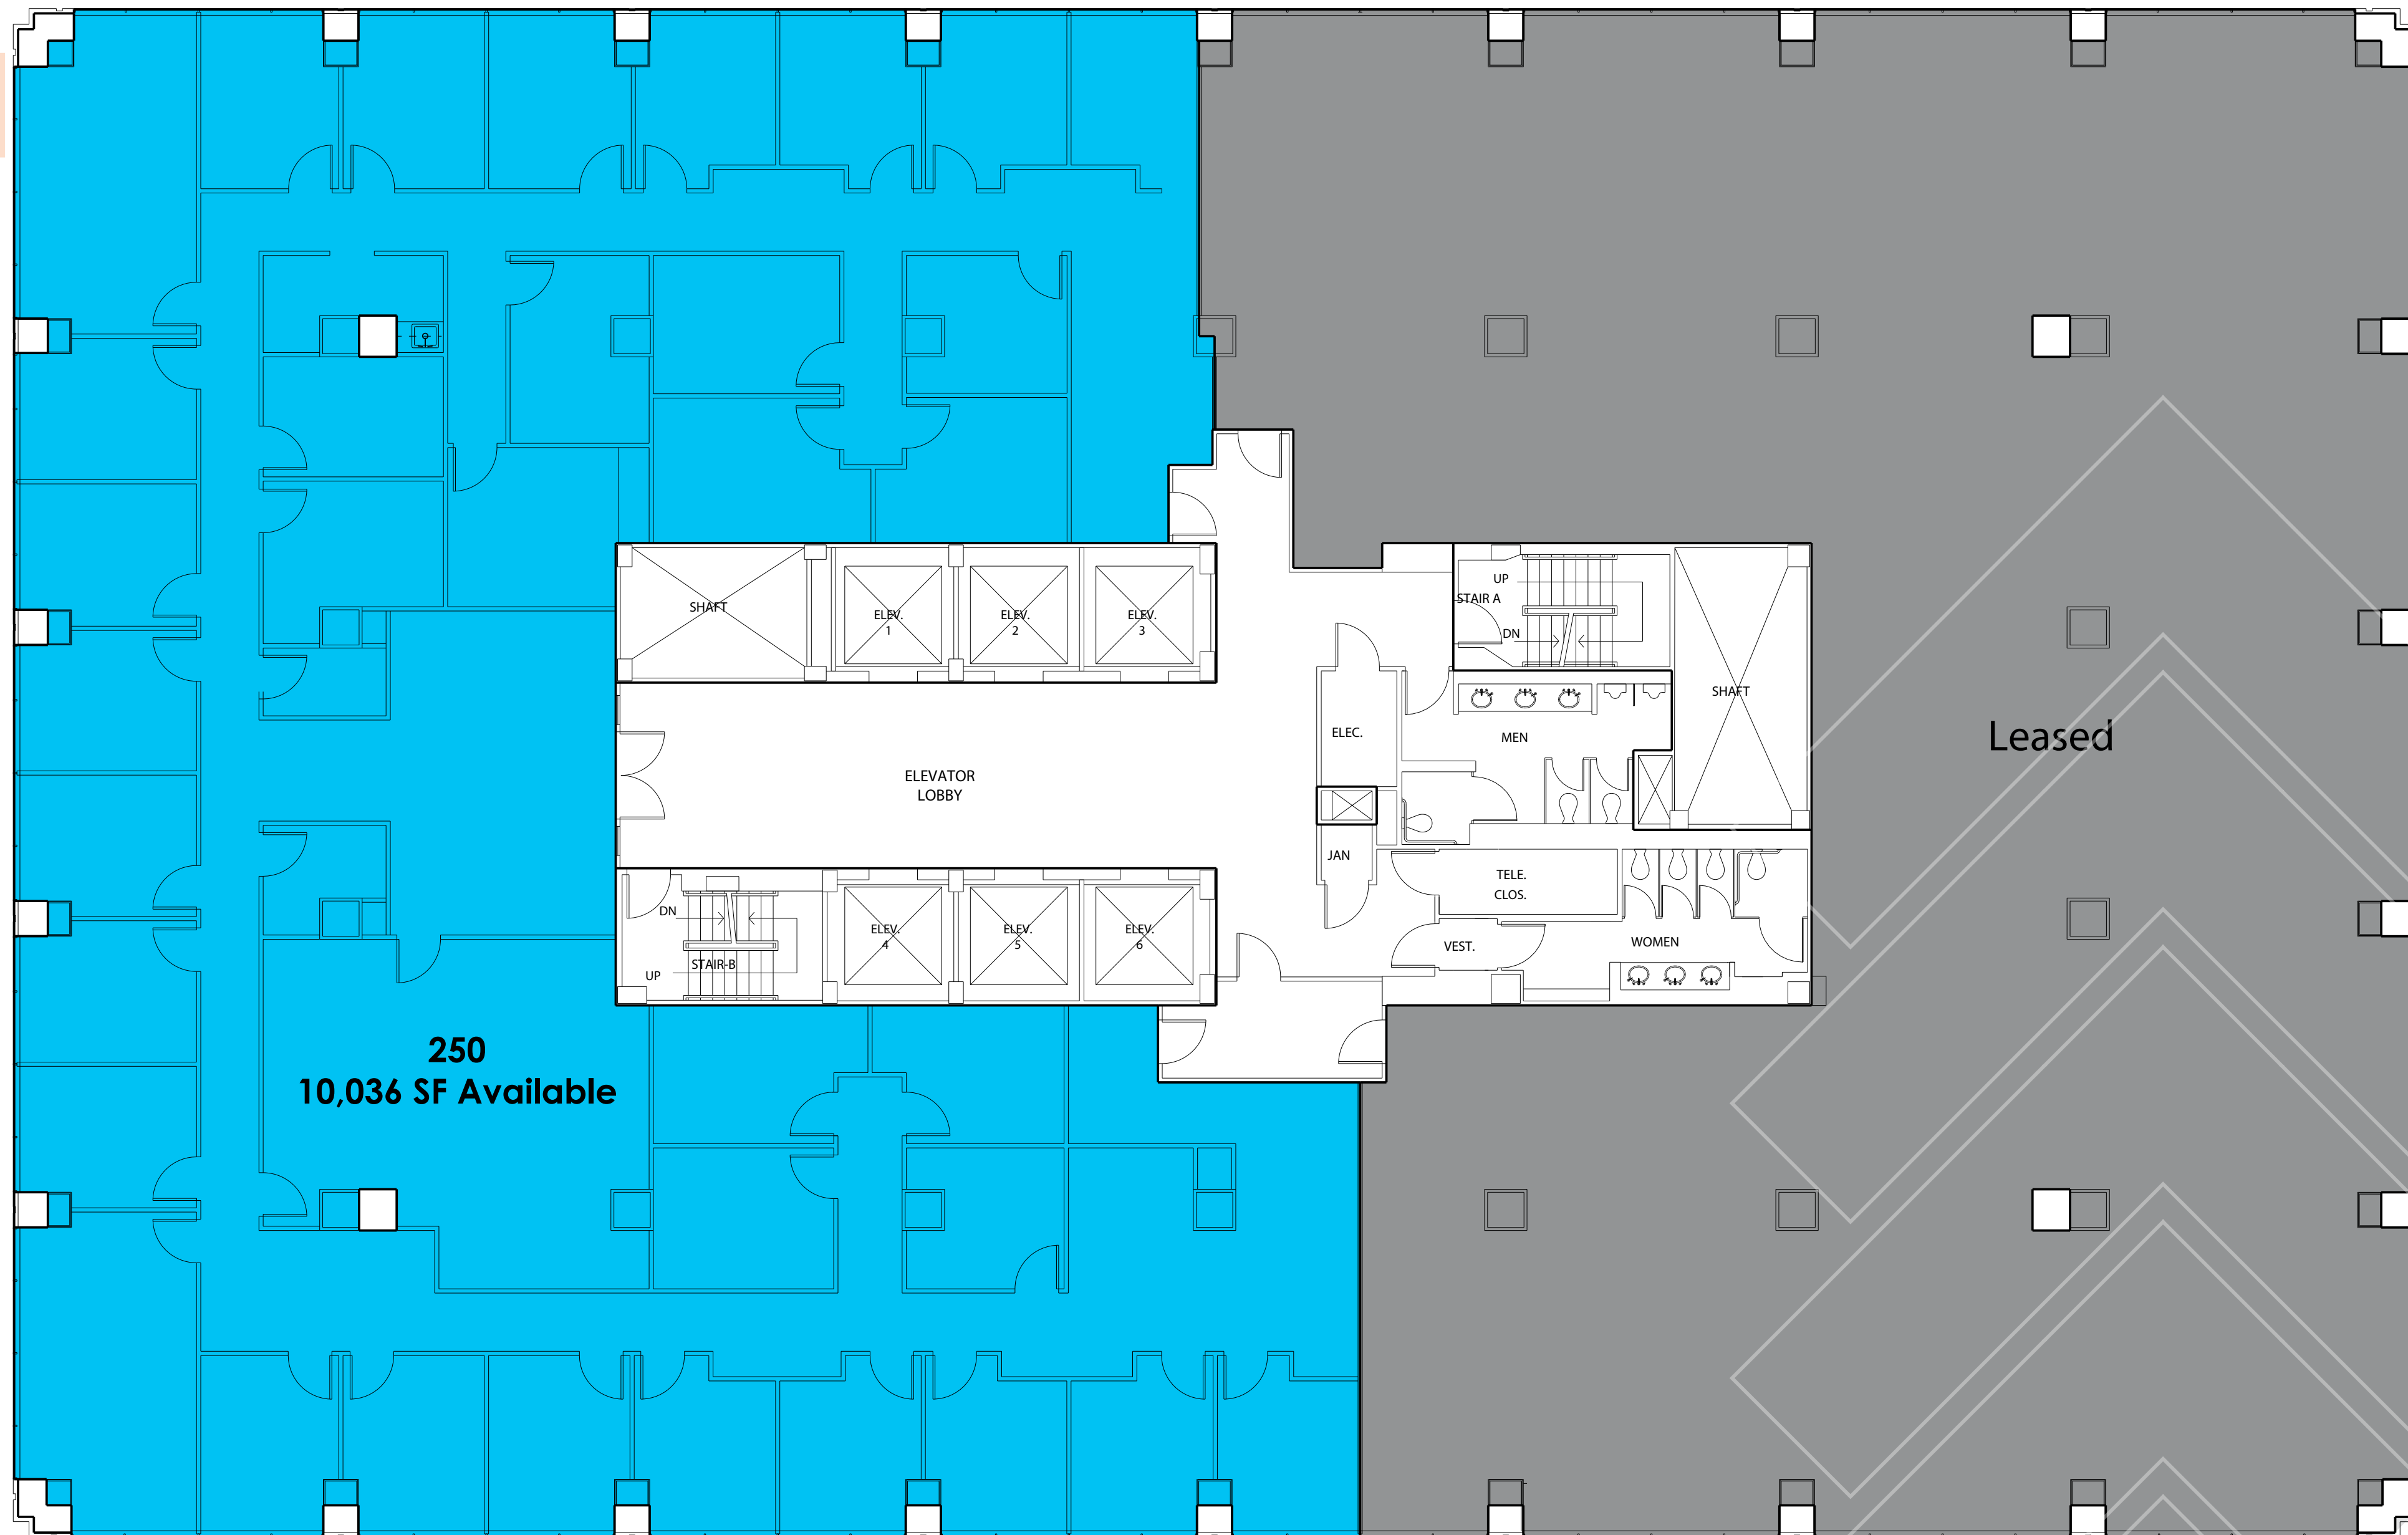 UP
STAIR A
DN
SHAFT
ELEV.
1
ELEV.
2
ELEV.
3
SHAFT
ELEC.
MEN
Leased
ELEVATOR
LOBBY
JAN
TELE.
CLOS.
DN
UP
STAIR-B
ELEV.
4
ELEV.
5
ELEV.
6
VEST.
WOMEN
250
10,036 SF Available